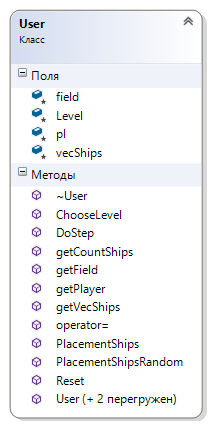 User
Класс
Поля
field
Level
pl
vecShips
Методы
~User
ChooseLevel
DoStep
getCountShips
getField
getPlayer
getVecShips
operator=
PlacementShips
PlacementShipsRandom
Reset
User (+ 2 перегружен)